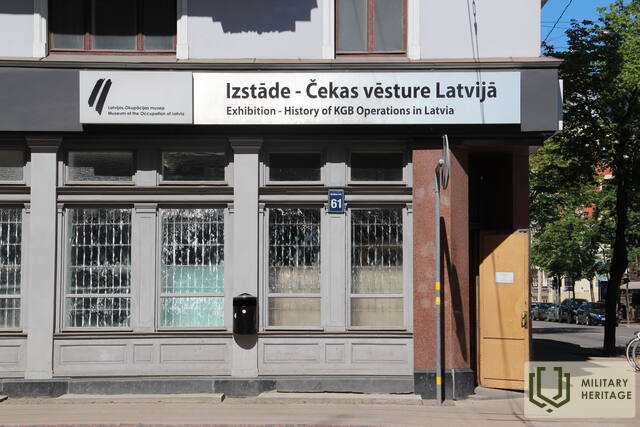 Latvijas Okupācijas muzejs
Museum of the Occupation of Latvia
Izstāde - Čekas vēsture Latvijā
Exhibition - History of KGB Operations in Latvia
61
MILITARY
HERITAGE